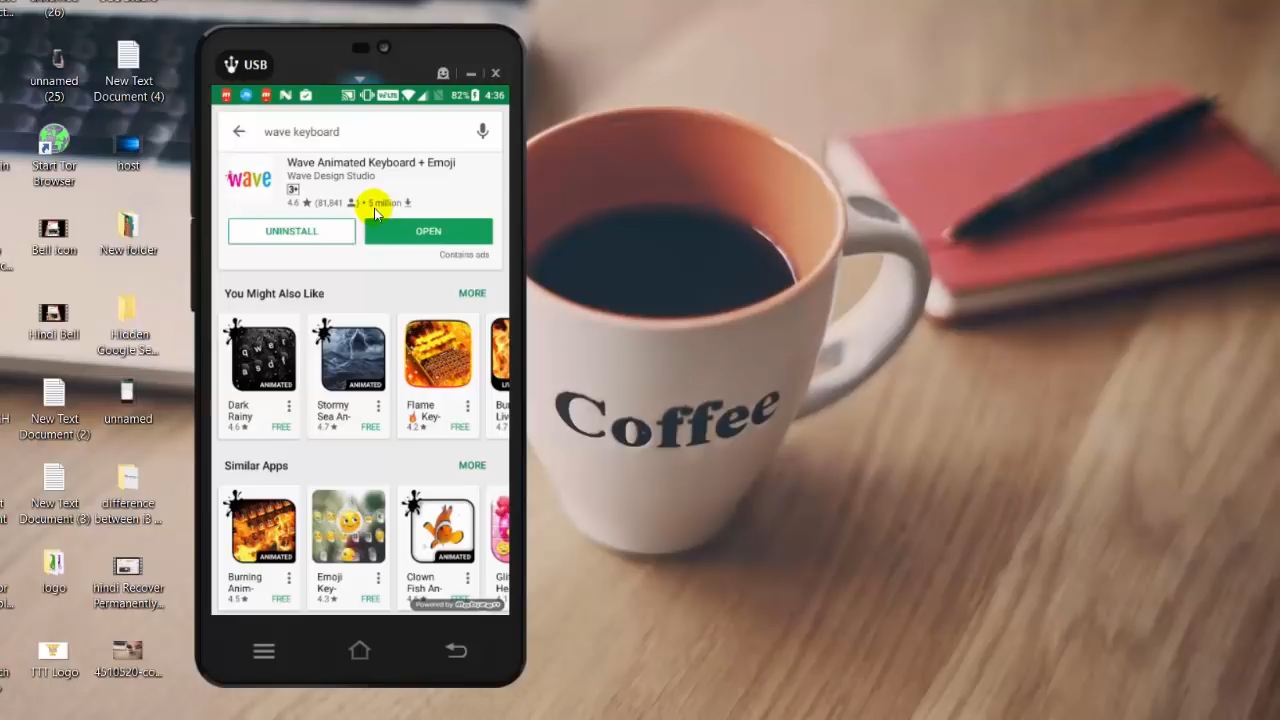 (26)
unnamed
(25)
New Text
Document (4)
Start Tor
Browser
host
Bell icon
New folder
Hindi Bell
Hidden
Google Se...
New Text
Document (2)
unnamed
New Text
Document (3)
difference
between i3 ...
logo
hindi Recover
Permanently...
TTT Logo
4510520-co...
USB
VoLTE
82%
4:36
wave keyboard
wave
Wave Animated Keyboard + Emoji
Wave Design Studio
3+
4.6 ★ (81,841 ) • 5 million
UNINSTALL
OPEN
Contains ads
You Might Also Like
MORE
ANIMATED
ANIMATED
Dark
Rainy
4.6★ FREE
Stormy
Sea An-
4.7★ FREE
Flame
🔥 Key-
4.2★ FREE
Similar Apps
MORE
ANIMATED
ANIMATED
Burning
Anim-
4.5★ FREE
Emoji
Key-
4.3★ FREE
Clown
Fish An-
Powered by
Coffee